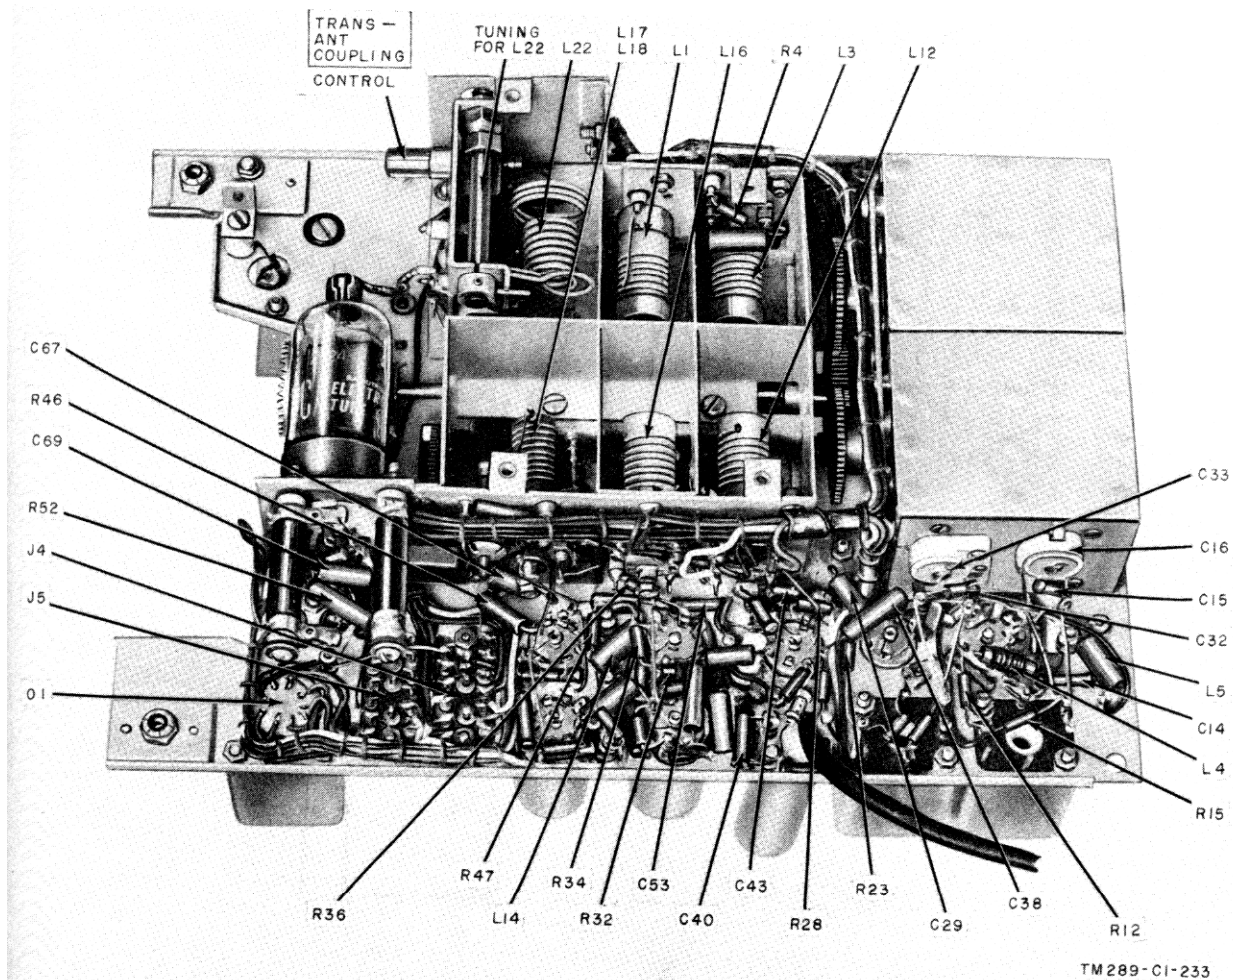 TRANS —
ANT
COUPLING
CONTROL
TUNING
FOR L22
L22
L17
L18
L1
L16
R4
L3
L12
C67
R46
C69
R52
J4
J5
O1
C33
C16
C15
C32
L5
C14
L4
R15
R47
L14
R36
R34
R32
C53
C40
C43
R28
R23
C29
C38
R12
TM289-C1-233